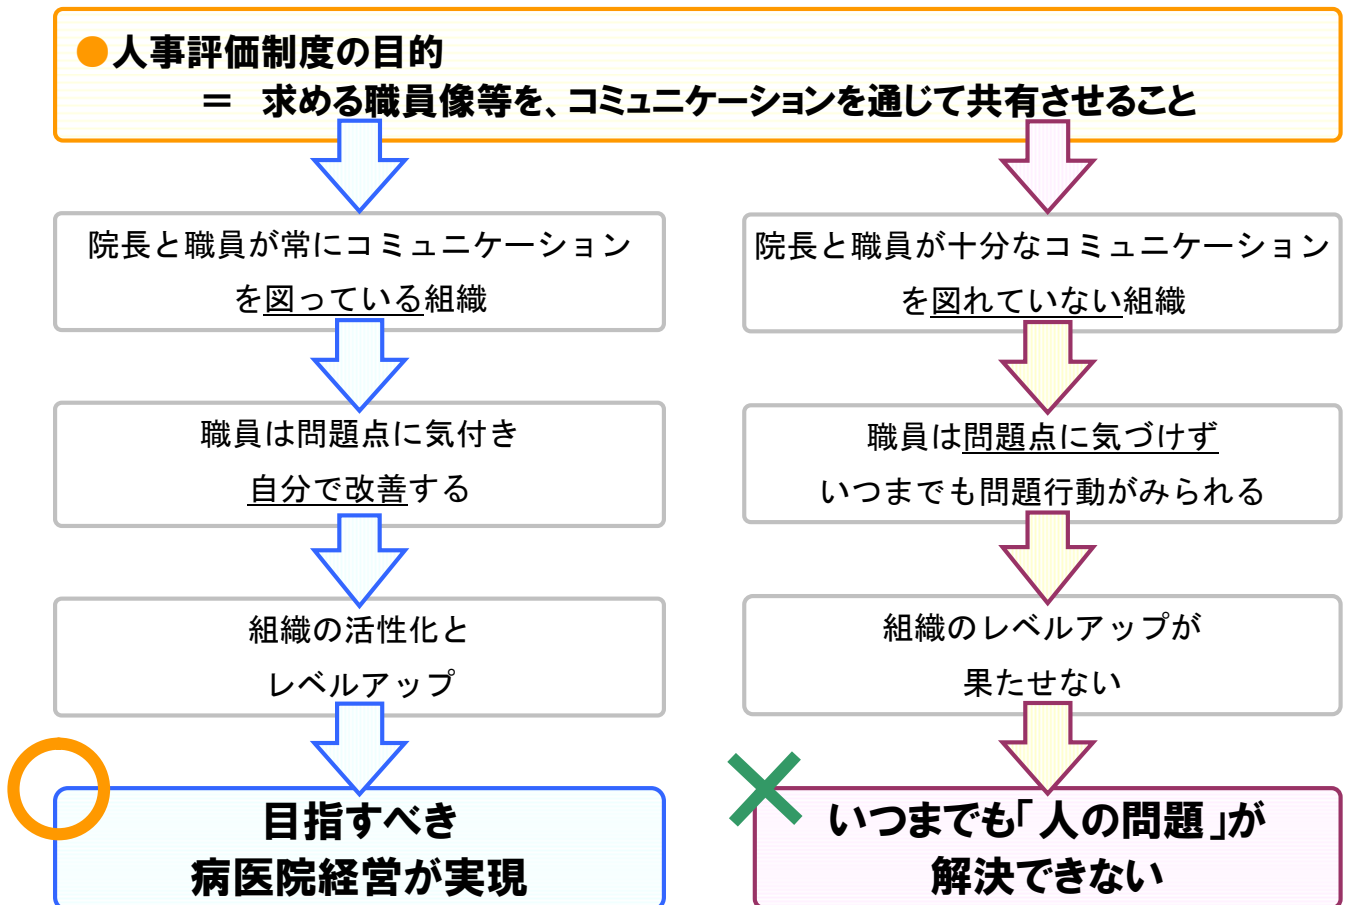 ●人事評価制度の目的
＝ 求める職員像等を、コミュニケーションを通じて共有させること
院長と職員が常にコミュニケーション
を図っている組織
職員は問題点に気付き
自分で改善する
組織の活性化と
レベルアップ
目指すべき
病医院経営が実現
院長と職員が十分なコミュニケーション
を図れていない組織
職員は問題点に気づけず
いつまでも問題行動がみられる
組織のレベルアップが
果たせない
いつまでも「人の問題」が
解決できない